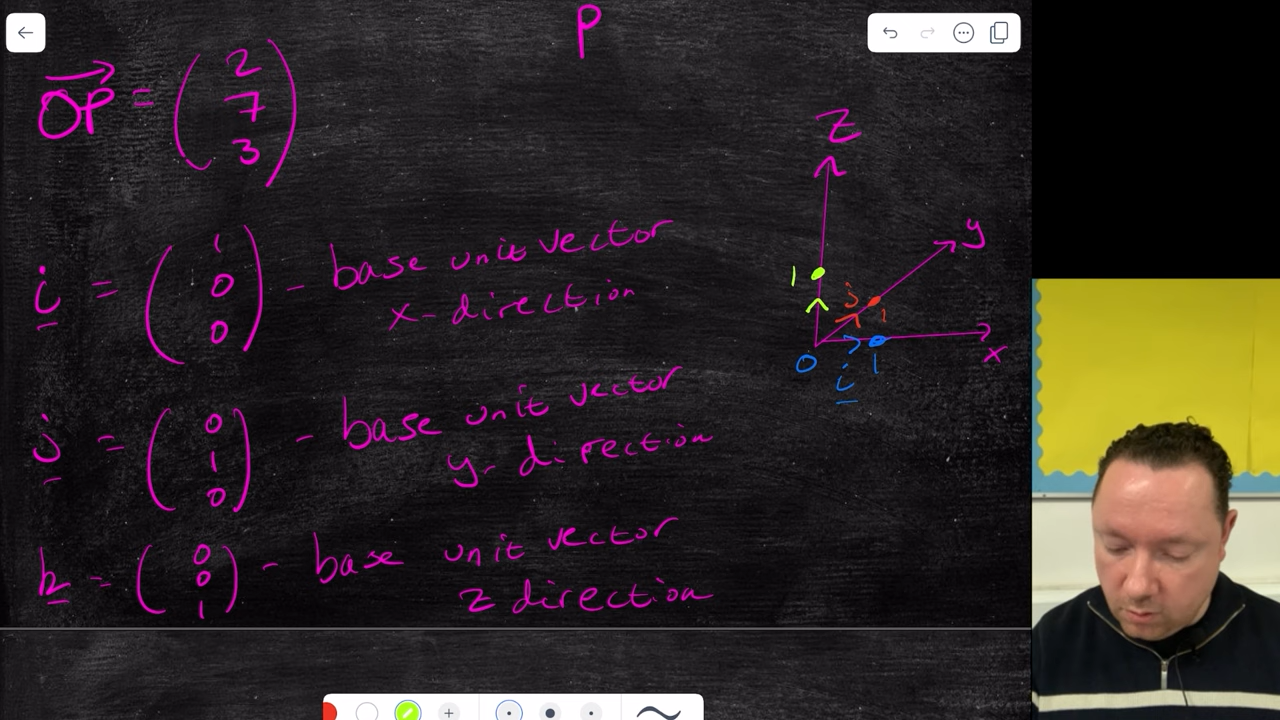 P
OP = ( 2 7 3 )
z
y
x
1
j
1
O
1
i
i = ( 1 0 0 ) - base unit vector
x-direction
j = ( 0 1 0 ) - base unit vector
y-direction
k = ( 0 0 1 ) - base unit vector
z direction